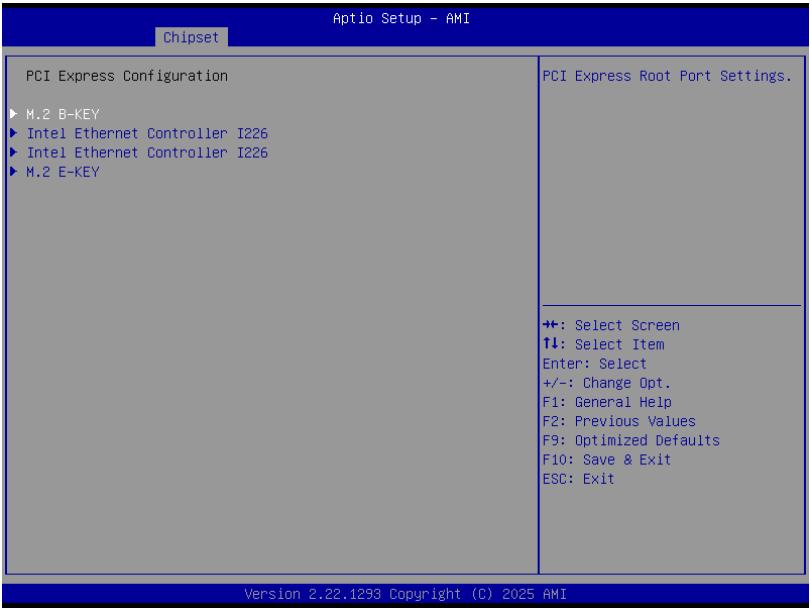 Aptio Setup – AMI
Chipset
PCI Express Configuration
M.2 B-KEY
Intel Ethernet Controller I226
Intel Ethernet Controller I226
M.2 E-KEY
PCI Express Root Port Settings.
→←: Select Screen
↑↓: Select Item
Enter: Select
+/-: Change Opt.
F1: General Help
F2: Previous Values
F9: Optimized Defaults
F10: Save & Exit
ESC: Exit
Version 2.22.1293 Copyright (C) 2025 AMI